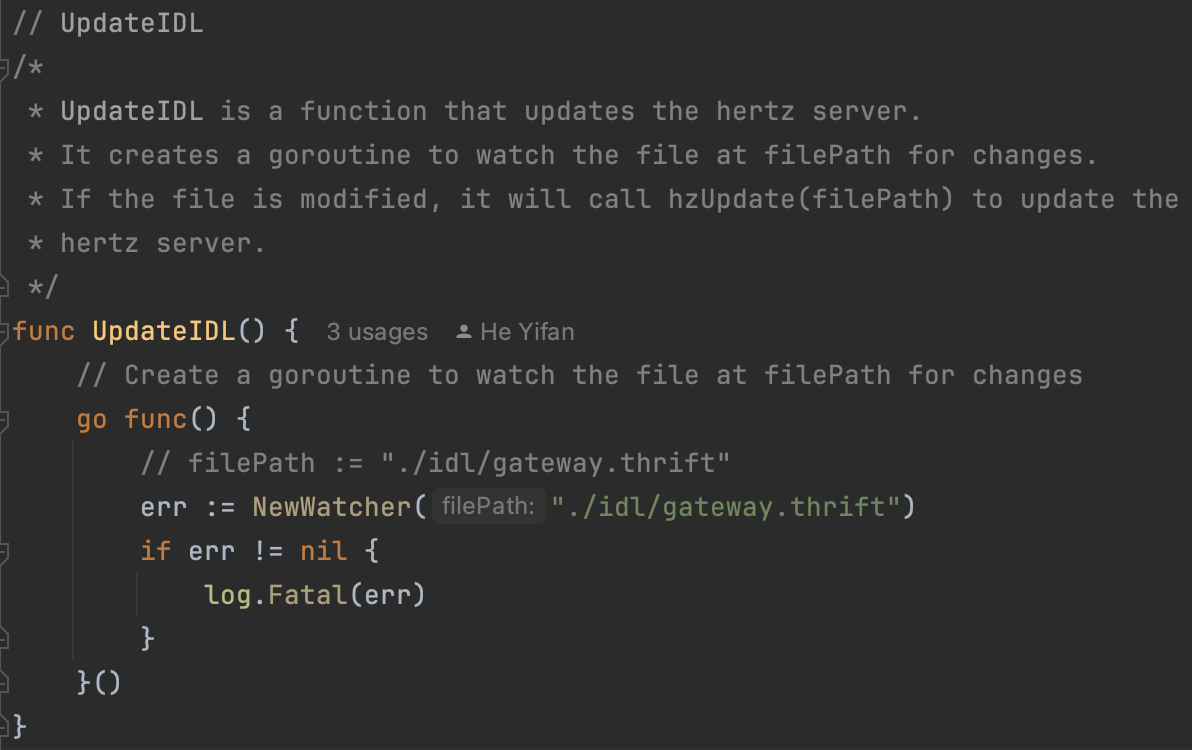 // UpdateIDL
/*
 * UpdateIDL is a function that updates the hertz server.
 * It creates a goroutine to watch the file at filePath for changes.
 * If the file is modified, it will call hzUpdate(filePath) to update the
 * hertz server.
 */
func UpdateIDL() {  3 usages  He Yifan
    // Create a goroutine to watch the file at filePath for changes
    go func() {
        // filePath := "./idl/gateway.thrift"
        err := NewWatcher( filePath: "./idl/gateway.thrift")
        if err != nil {
            log.Fatal(err)
        }
    }()
}